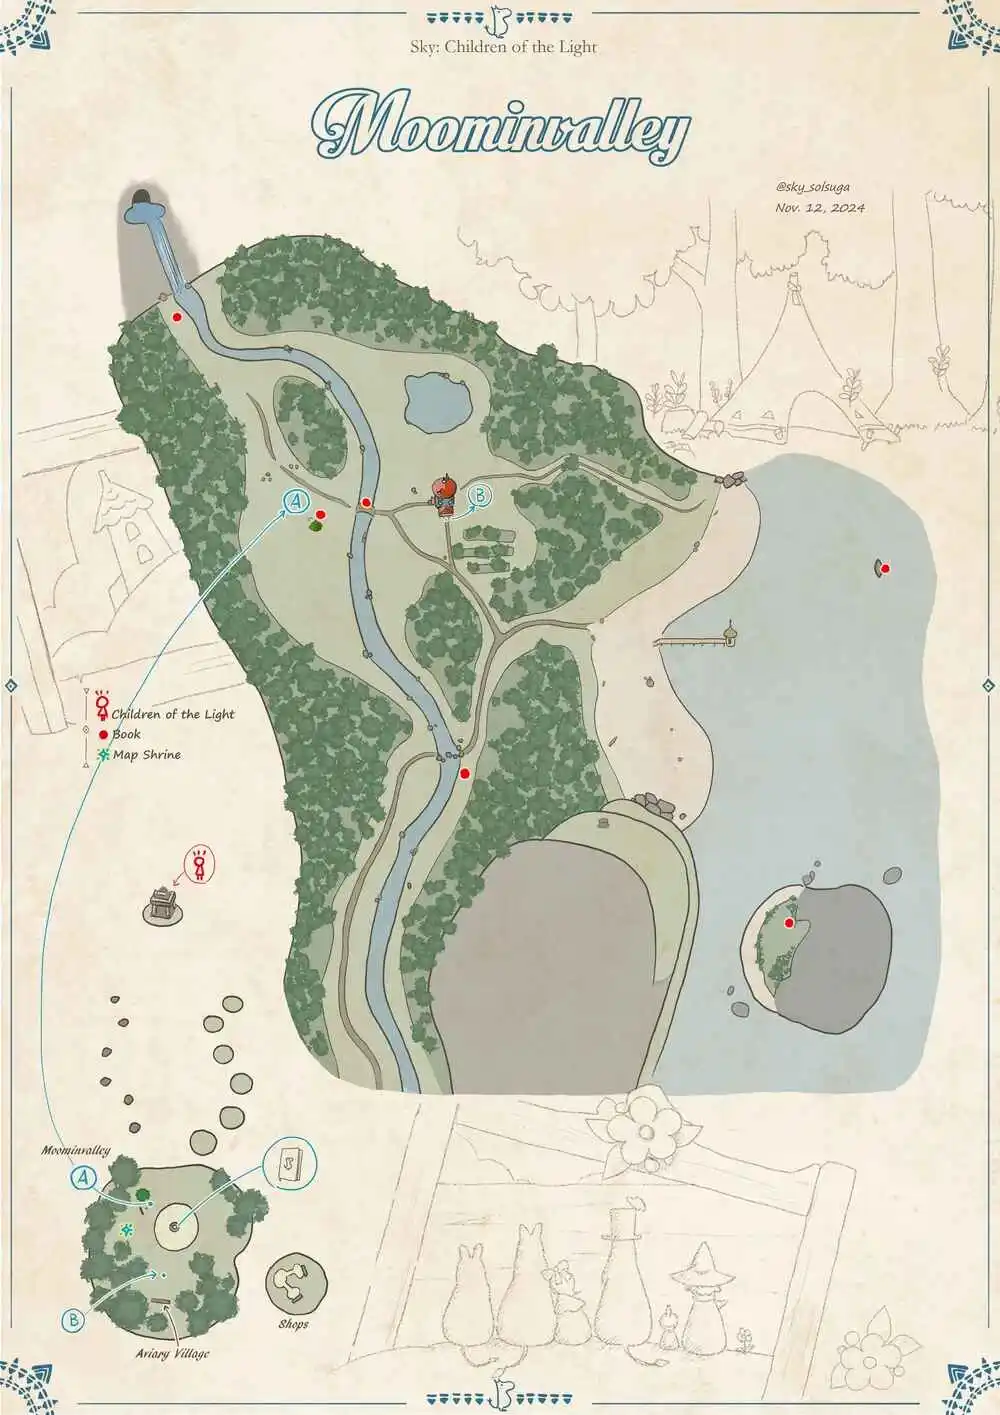 Sky: Children of the Light
Moominvalley
@sky_solsuga
Nov. 12, 2024
A
B
Children of the Light
Book
Map Shrine
Moominvalley
A
B
Shops
Aviary Village